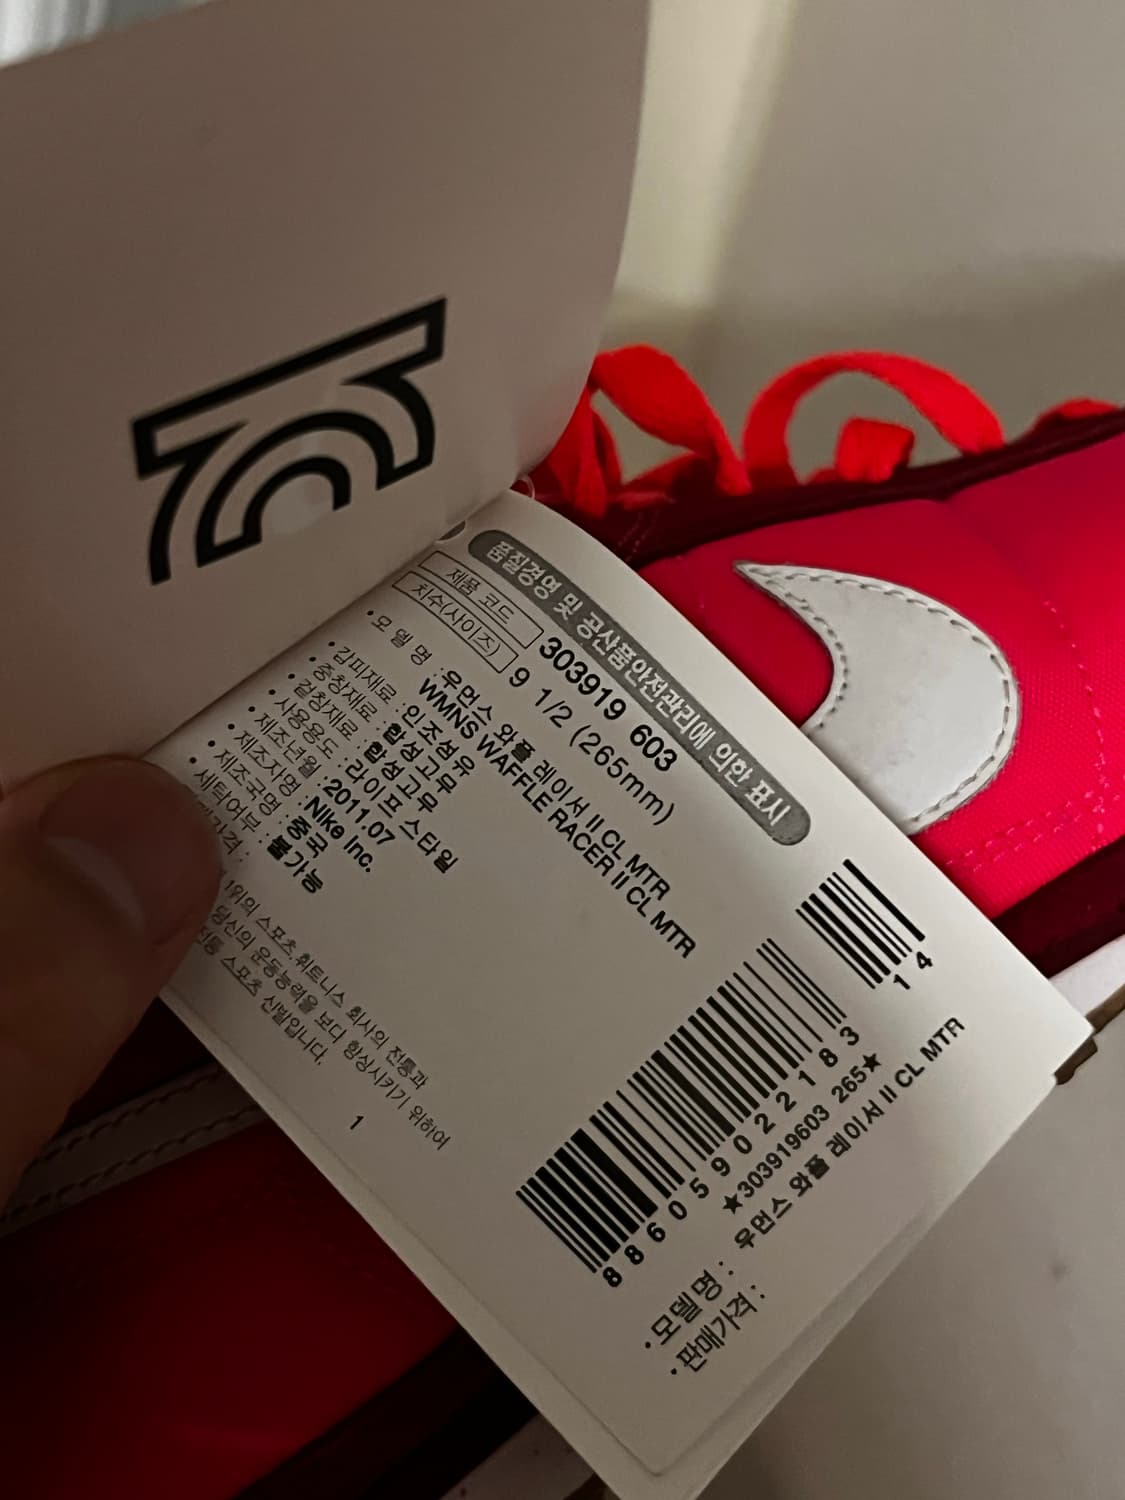 품질경영 및 공산품안전관리에 의한 표시
제품 코드 303919 603
치수(사이즈) 9 1/2 (265mm)
•모 델 명 :우먼스 와플 레이서 II CL MTR
WMNS WAFFLE RACER II CL MTR
•갑피재료 :인조섬유
•중창재료 :합성고무
•겉창재료 :합성고무
•사용용도 :라이프 스타일
•제조년월 :2011.07
•제조자명 :Nike Inc.
•제조국명 :중국
•세탁여부 :불가능
가격 :
1위의 스포츠.휘트니스 회사의 전통과
당신의 운동능력을 보다 향상시키기 위하여
전통 스포츠 신발입니다.
1
14
886059022183
★303919603 265★
•모델명 : 우먼스 와플 레이서 II CL MTR
•판매가격 :